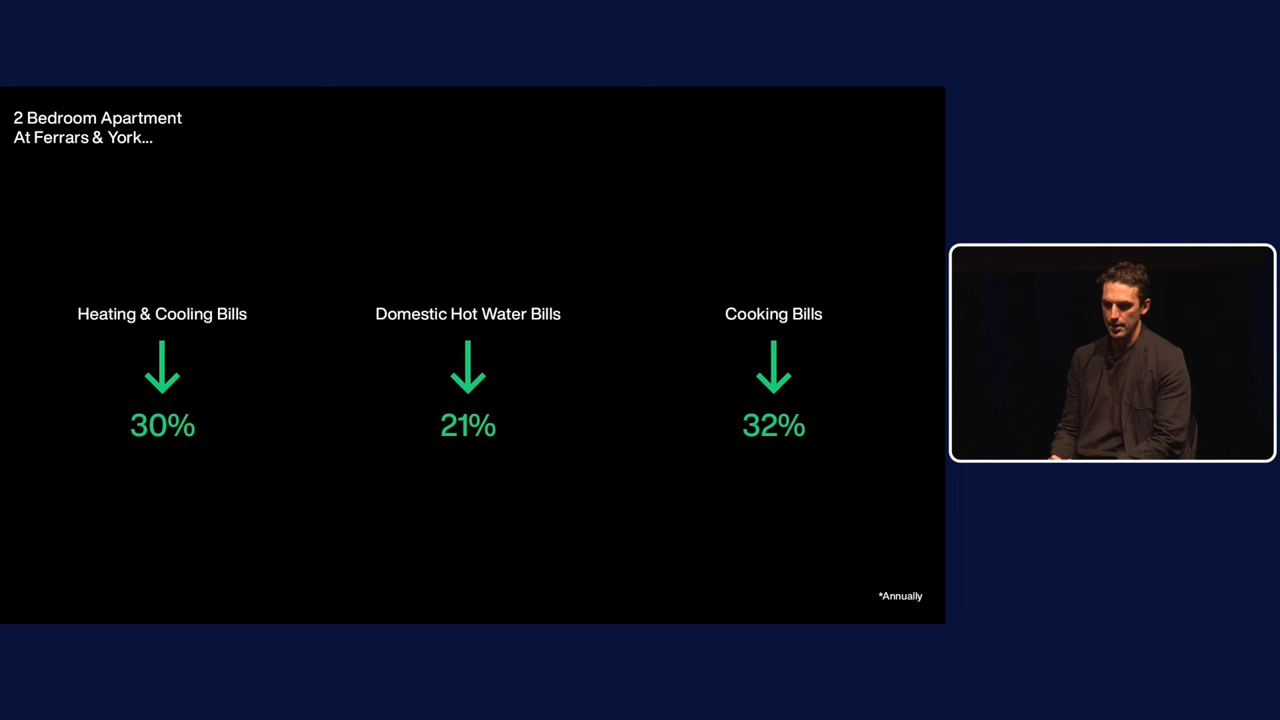 2 Bedroom Apartment
At Ferrars & York...
Heating & Cooling Bills
30%
Domestic Hot Water Bills
21%
Cooking Bills
32%
*Annually